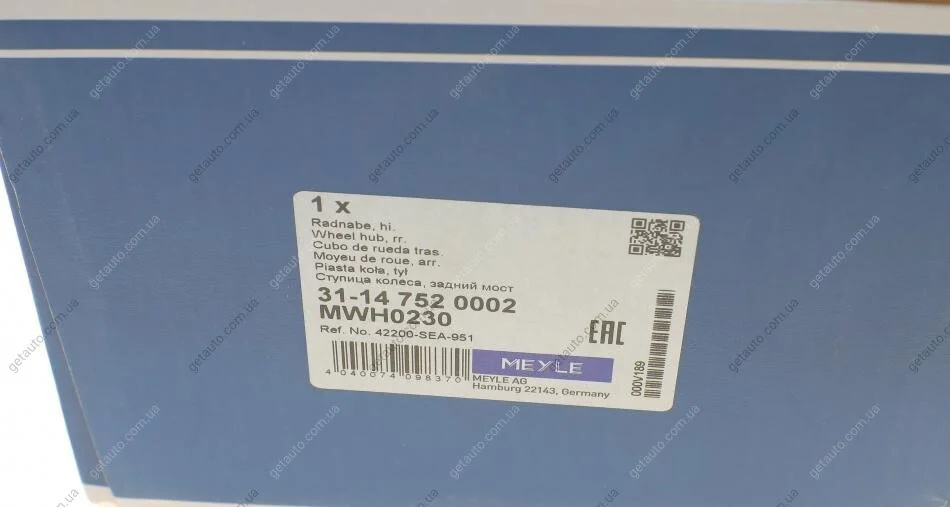 1 x
Radnabe, hi.
Wheel hub, rr.
Cubo de rueda tras.
Moyeu de roue, arr.
Piasta koła, tył
Ступица колеса, задний мост
31-14 752 0002
MWH0230
Ref. No. 42200-SEA-951
EAC
MEYLE
4 040074 098370
MEYLE AG
Hamburg 22143, Germany
000V189
getauto.com.ua